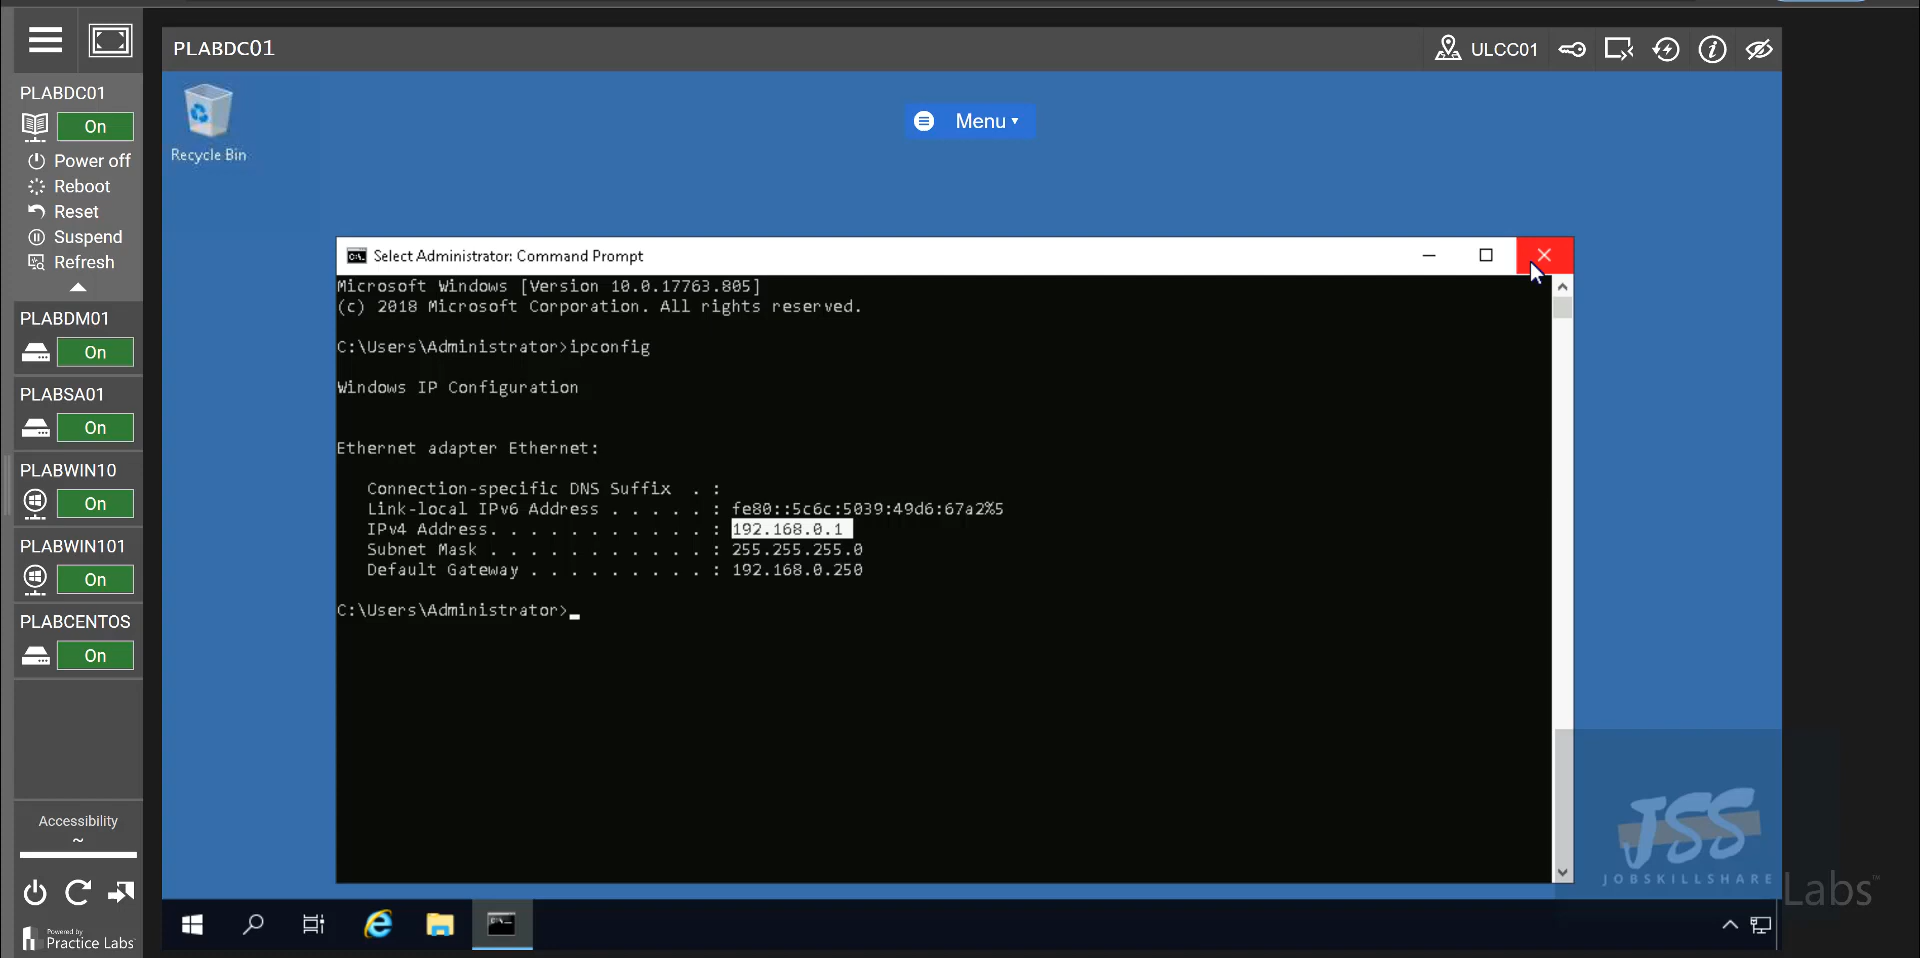 PLABDC01
ULCC01
PLABDC01
On
Power off
Reboot
Reset
Suspend
Refresh
PLABDM01
On
PLABSA01
On
PLABWIN10
On
PLABWIN101
On
PLABCENTOS
On
Accessibility
~
Powered by
Practice Labs
Recycle Bin
Menu
Select Administrator: Command Prompt
Microsoft Windows [Version 10.0.17763.805]
(c) 2018 Microsoft Corporation. All rights reserved.
C:\Users\Administrator>ipconfig
Windows IP Configuration
Ethernet adapter Ethernet:
Connection-specific DNS Suffix . :
Link-local IPv6 Address . . . . . : fe80::5c6c:5039:49d6:67a2%5
IPv4 Address. . . . . . . . . . . : 192.168.0.1
Subnet Mask . . . . . . . . . . . : 255.255.255.0
Default Gateway . . . . . . . . . : 192.168.0.250
C:\Users\Administrator>
JSS
JOBSKILLSHARE
Labs™